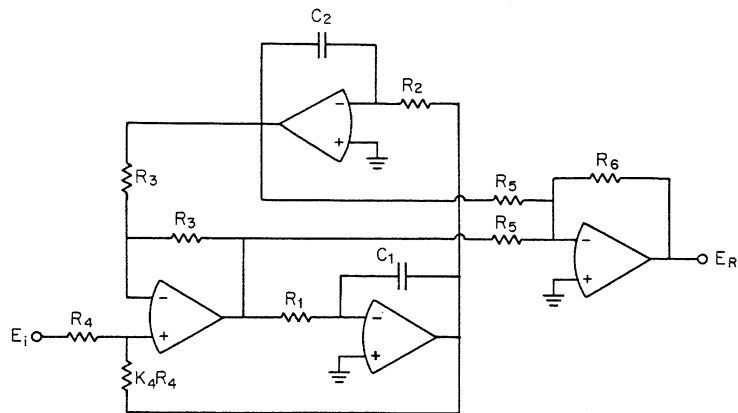 C2
R2
−
+
R3
R6
R5
R3
R5
−
+
ER
C1
R1
−
+
R4
Ei
−
+
K4R4